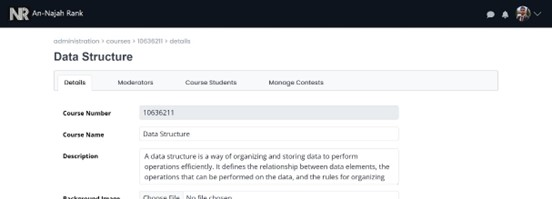 NR An-Najah Rank
administration > courses > 10636211 > details
Data Structure
Details Moderators Course Students Manage Contests
Course Number 10636211
Course Name Data Structure
Description A data structure is a way of organizing and storing data to perform
operations efficiently. It defines the relationship between data elements, the
operations that can be performed on the data, and the rules for organizing
Background Image Choose File No file chosen